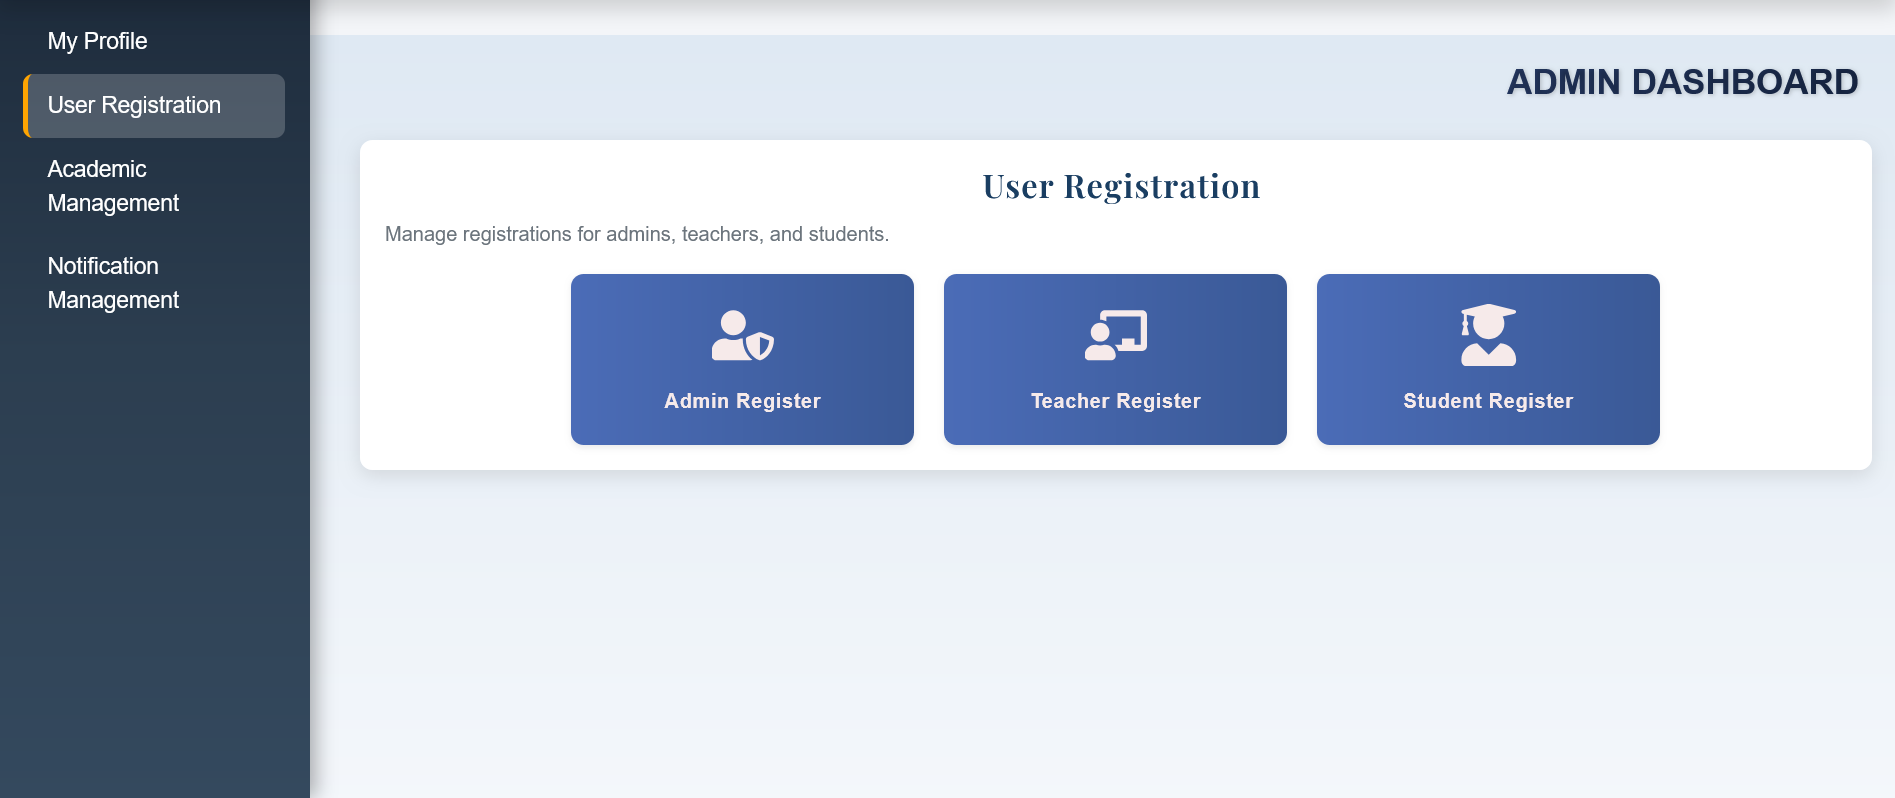 My Profile
User Registration
Academic
Management
Notification
Management
ADMIN DASHBOARD
User Registration
Manage registrations for admins, teachers, and students.
Admin Register
Teacher Register
Student Register